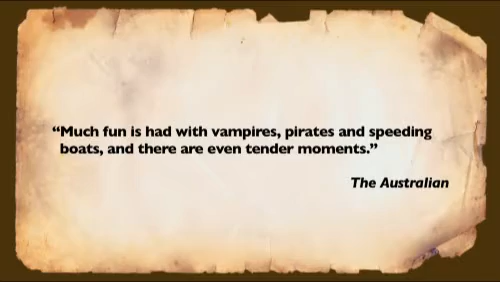 “Much fun is had with vampires, pirates and speeding
boats, and there are even tender moments.”
The Australian